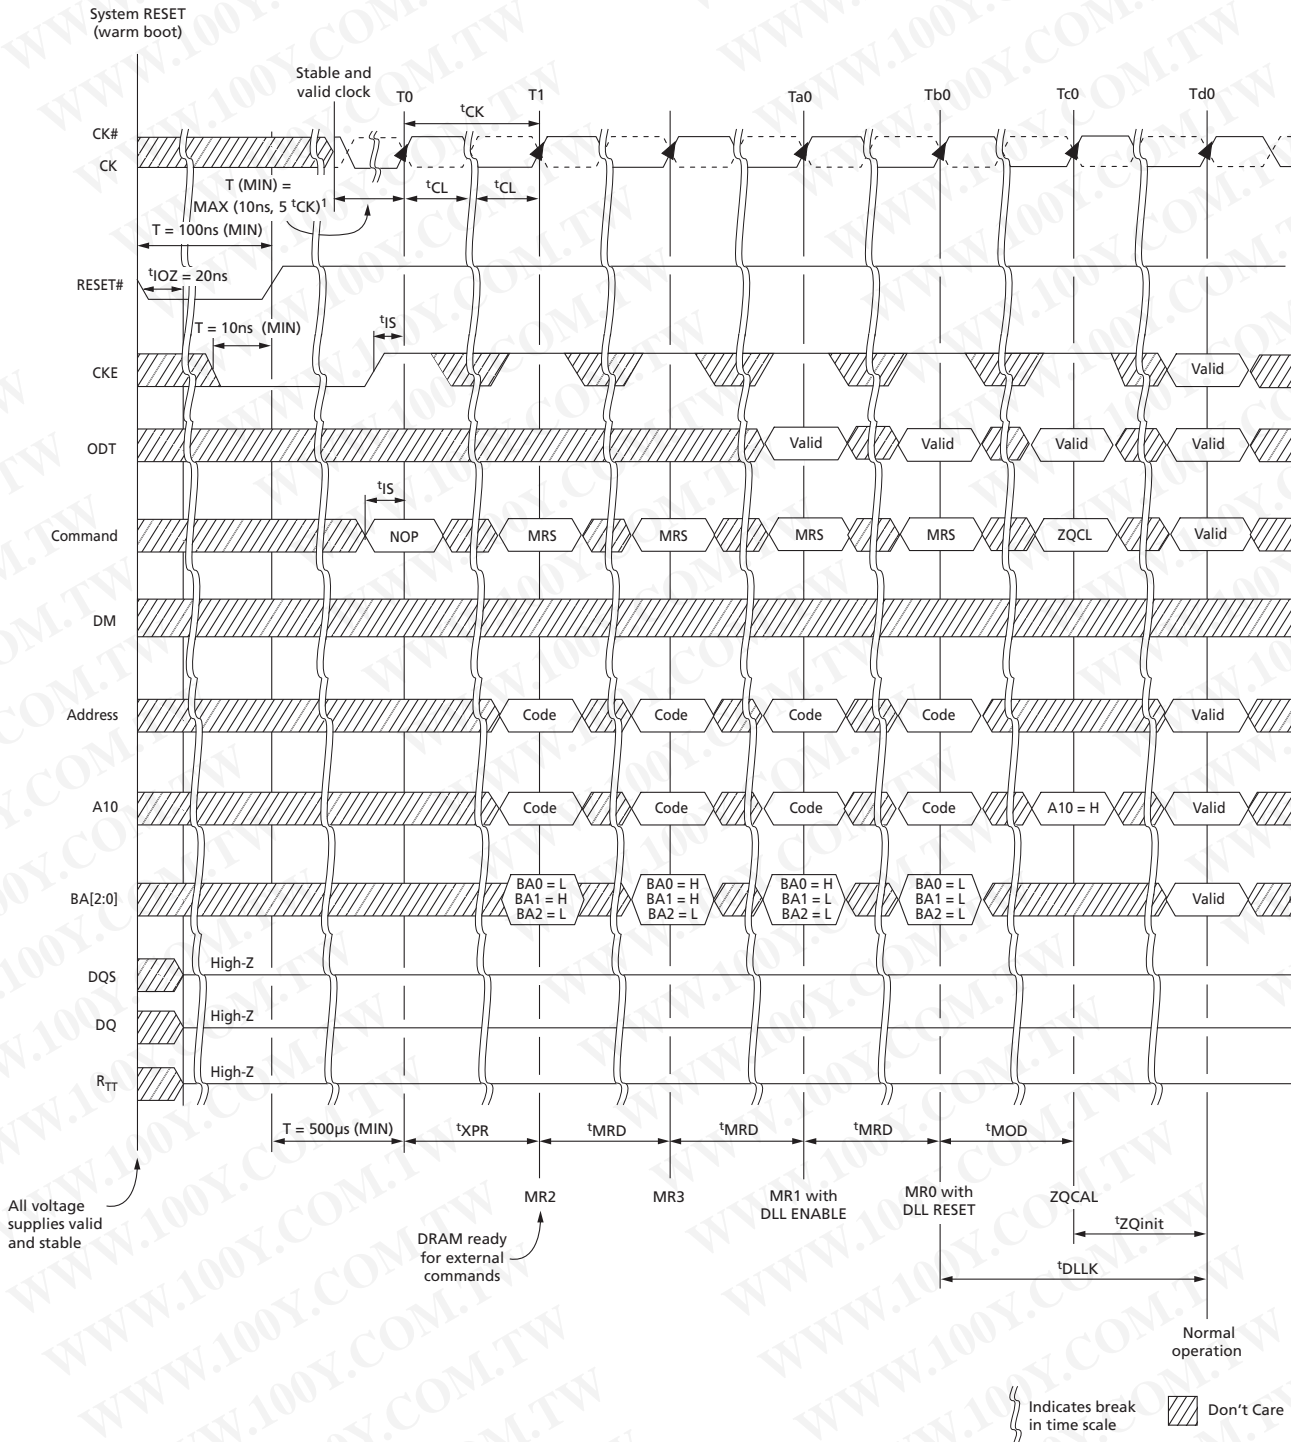 System RESET
(warm boot)
Stable and
valid clock
T0
T1
Ta0
Tb0
Tc0
Td0
tCK
CK#
CK
T (MIN) =
MAX (10ns, 5 tCK)1
tCL
tCL
T = 100ns (MIN)
tIOZ = 20ns
RESET#
T = 10ns (MIN)
tIS
CKE
Valid
ODT
Valid
Valid
Valid
Valid
tIS
Command
NOP
MRS
MRS
MRS
MRS
ZQCL
Valid
DM
Address
Code
Code
Code
Code
Valid
A10
Code
Code
Code
Code
A10 = H
Valid
BA[2:0]
BA0 = L
BA1 = H
BA2 = L
BA0 = H
BA1 = H
BA2 = L
BA0 = H
BA1 = L
BA2 = L
BA0 = L
BA1 = L
BA2 = L
Valid
DQS
High-Z
DQ
High-Z
RTT
High-Z
T = 500µs (MIN)
tXPR
tMRD
tMRD
tMRD
tMOD
All voltage
supplies valid
and stable
MR2
MR3
MR1 with
DLL ENABLE
MR0 with
DLL RESET
ZQCAL
tZQinit
DRAM ready
for external
commands
tDLLK
Normal
operation
Indicates break
in time scale
Don't Care
WWW.100Y.COM.TW